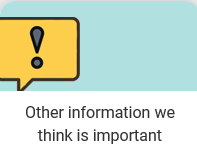 Other information we
think is important